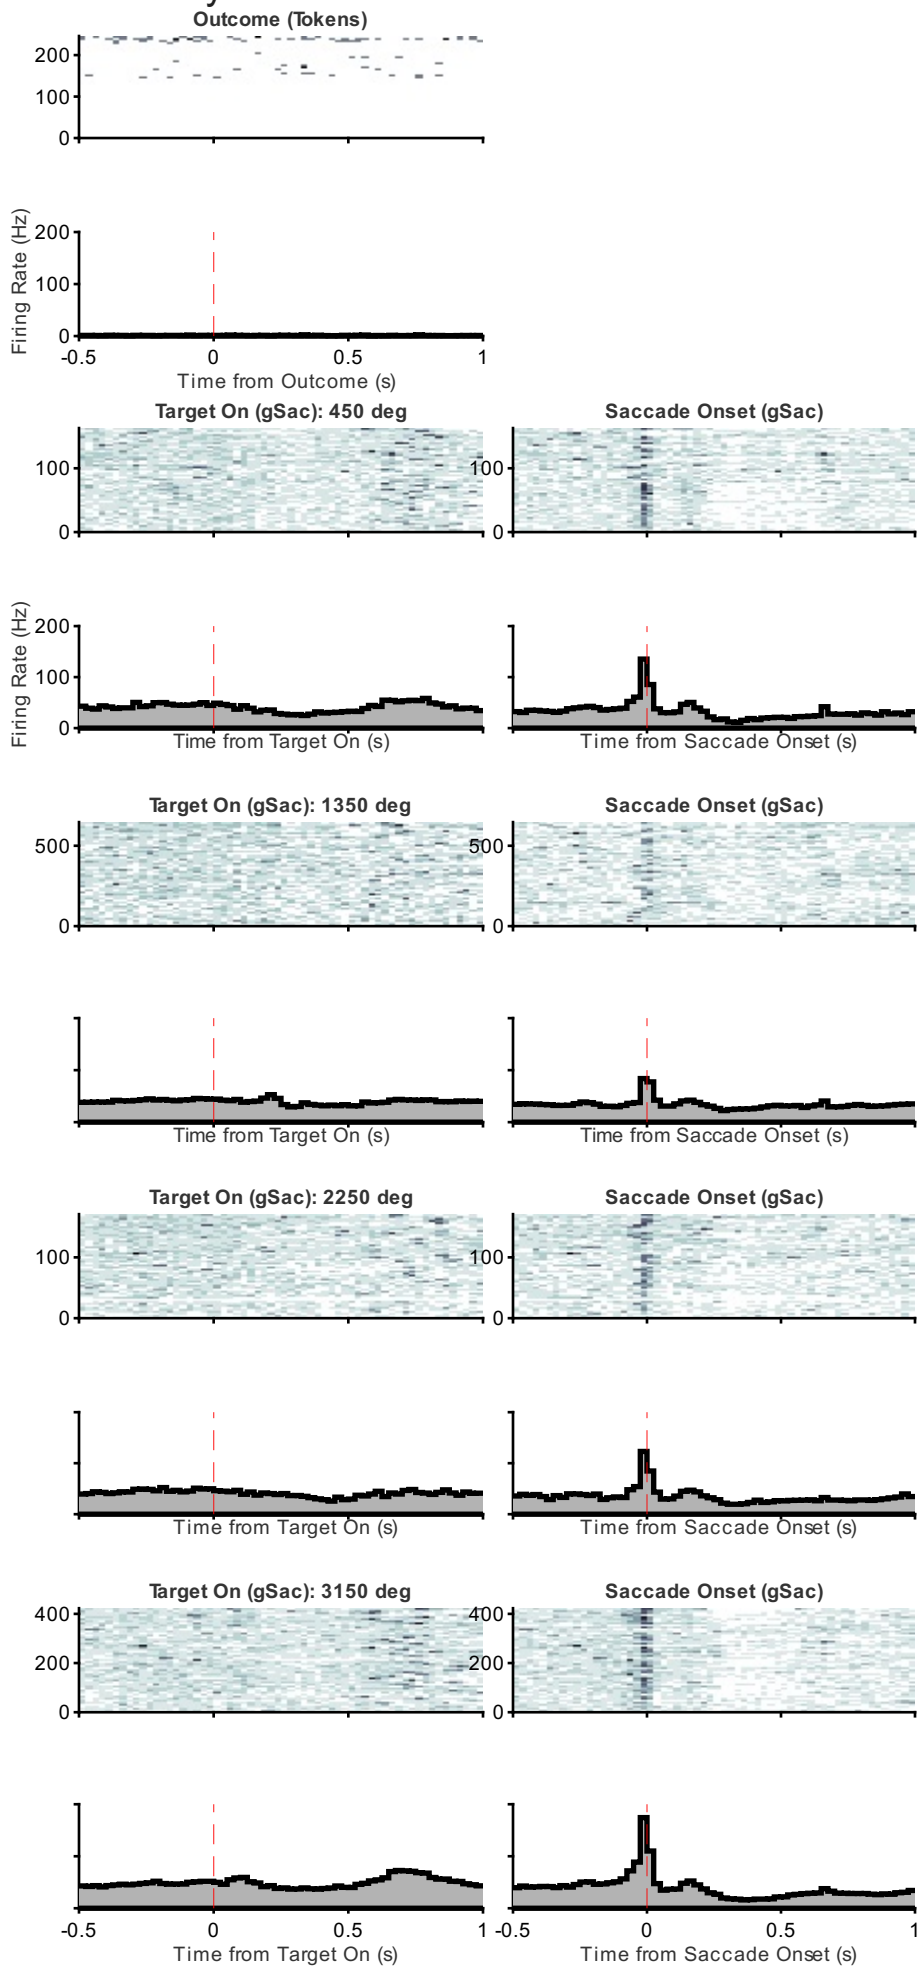 Outcome (Tokens)
200
100
0
Firing Rate (Hz)
200
100
0
-0.5 0 0.5 1
Time from Outcome (s)
Target On (gSac): 450 deg Saccade Onset (gSac)
100 100
0 0
Firing Rate (Hz)
200
100
0
Time from Target On (s) Time from Saccade Onset (s)
Target On (gSac): 1350 deg Saccade Onset (gSac)
500 500
0 0
Time from Target On (s) Time from Saccade Onset (s)
Target On (gSac): 2250 deg Saccade Onset (gSac)
100 100
0 0
Time from Target On (s) Time from Saccade Onset (s)
Target On (gSac): 3150 deg Saccade Onset (gSac)
400 400
200 200
0 0
-0.5 0 0.5 1 -0.5 0 0.5 1
Time from Target On (s) Time from Saccade Onset (s)